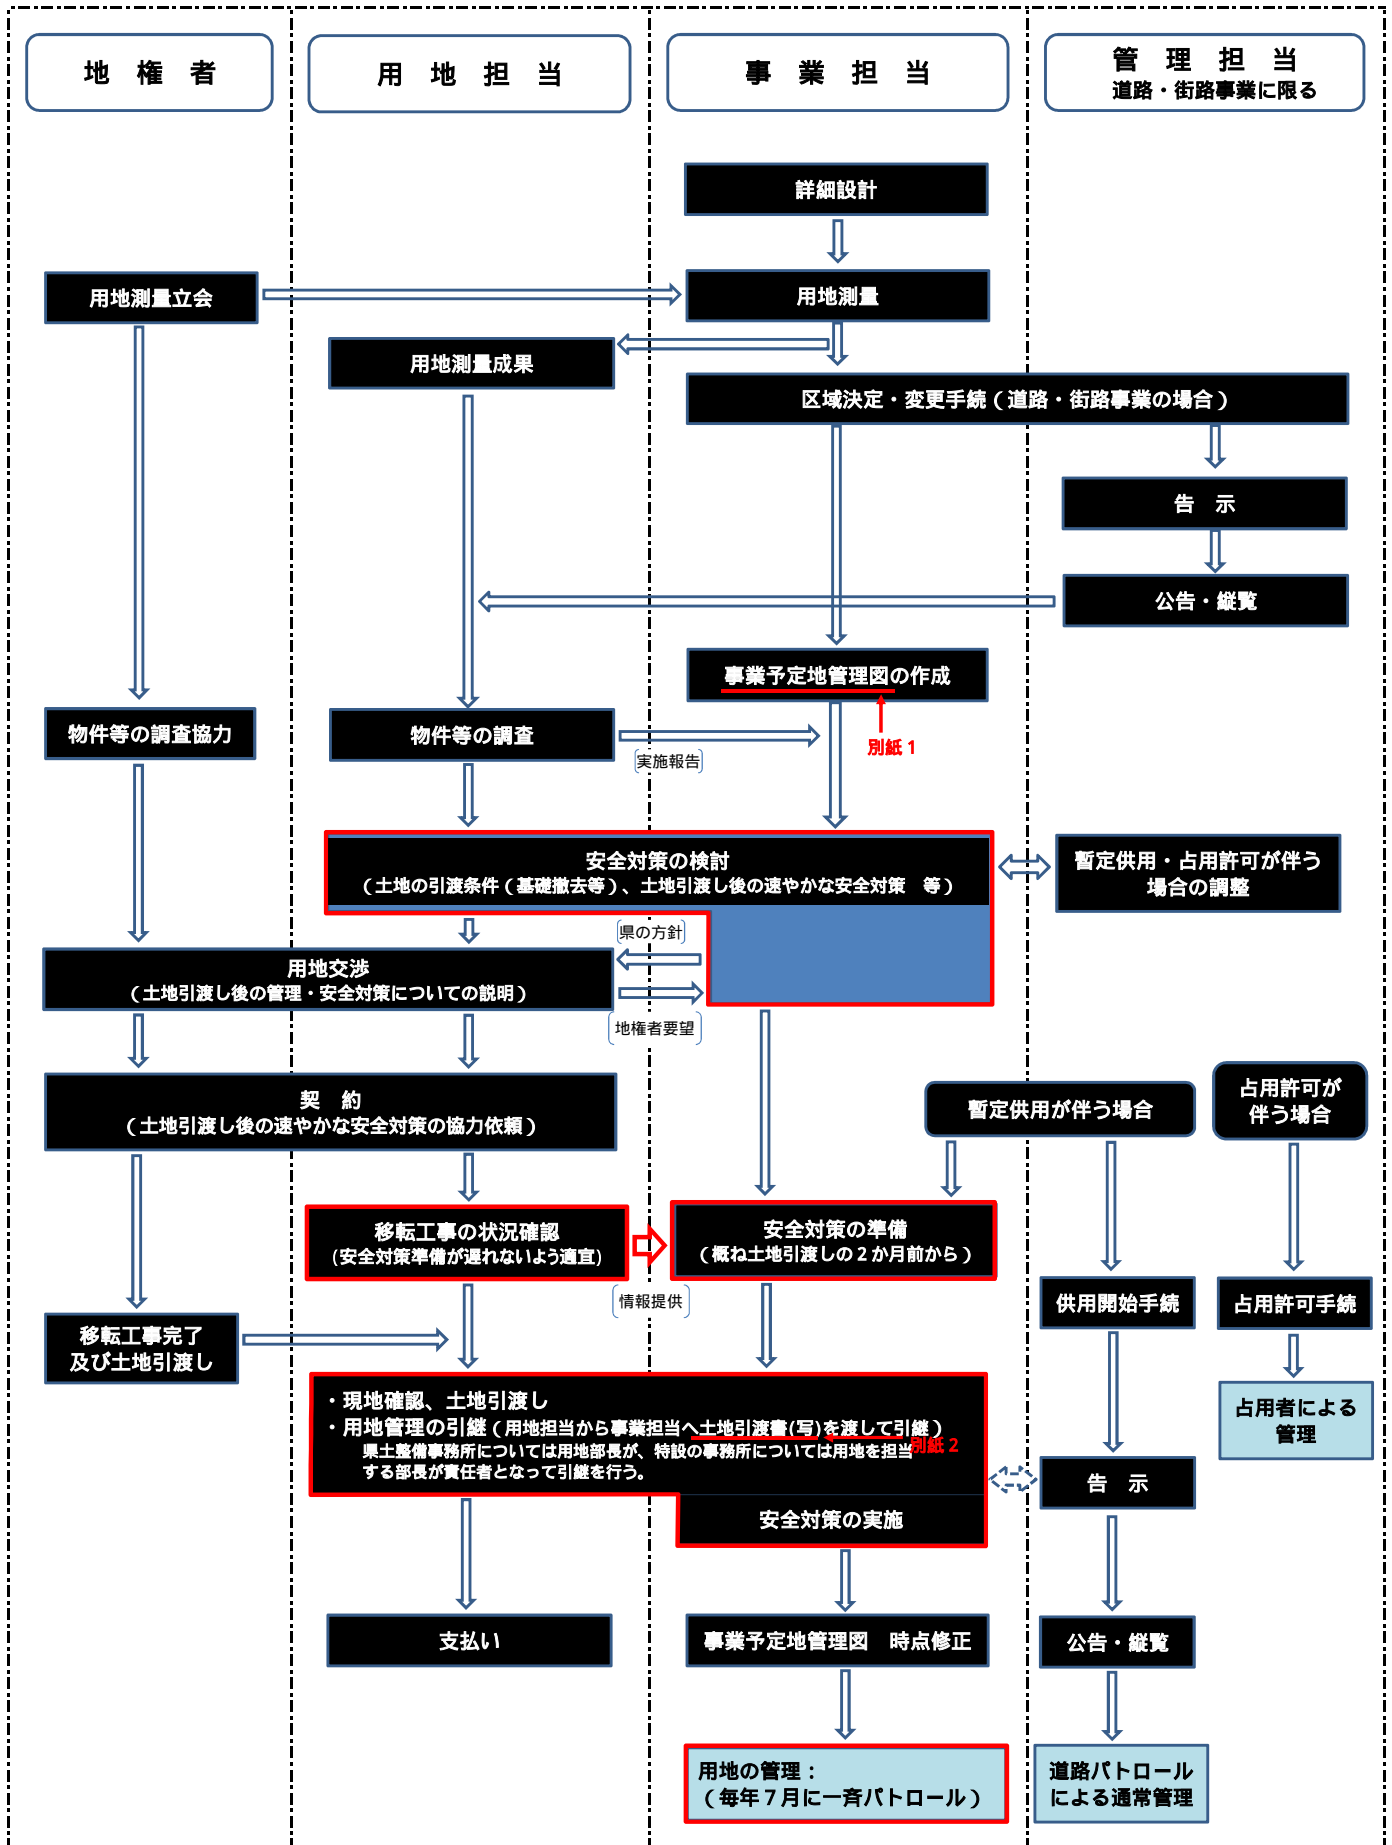 地　権　者
用　地　担　当
事　業　担　当
管　理　担　当
道路・街路事業に限る
詳細設計
用地測量立会
用地測量
用地測量成果
区域決定・変更手続（道路・街路事業の場合）
告　示
公告・縦覧
事業予定地管理図の作成
別紙１
物件等の調査協力
物件等の調査
実施報告
安全対策の検討
（土地の引渡条件（基礎撤去等）、土地引渡し後の速やかな安全対策　等）
暫定供用・占用許可が伴う
場合の調整
県の方針
用地交渉
（土地引渡し後の管理・安全対策についての説明）
地権者要望
契　約
（土地引渡し後の速やかな安全対策の協力依頼）
暫定供用が伴う場合
占用許可が
伴う場合
移転工事の状況確認
(安全対策準備が遅れないよう適宜)
安全対策の準備
（概ね土地引渡しの２か月前から）
情報提供
供用開始手続
占用許可手続
移転工事完了
及び土地引渡し
・現地確認、土地引渡し
・用地管理の引継（用地担当から事業担当へ土地引渡書(写)を渡して引継）
県土整備事務所については用地部長が、特設の事務所については用地を担当
する部長が責任者となって引継を行う。
別紙２
占用者による
管理
告　示
安全対策の実施
支払い
事業予定地管理図　時点修正
公告・縦覧
用地の管理：
（毎年７月に一斉パトロール）
道路パトロール
による通常管理